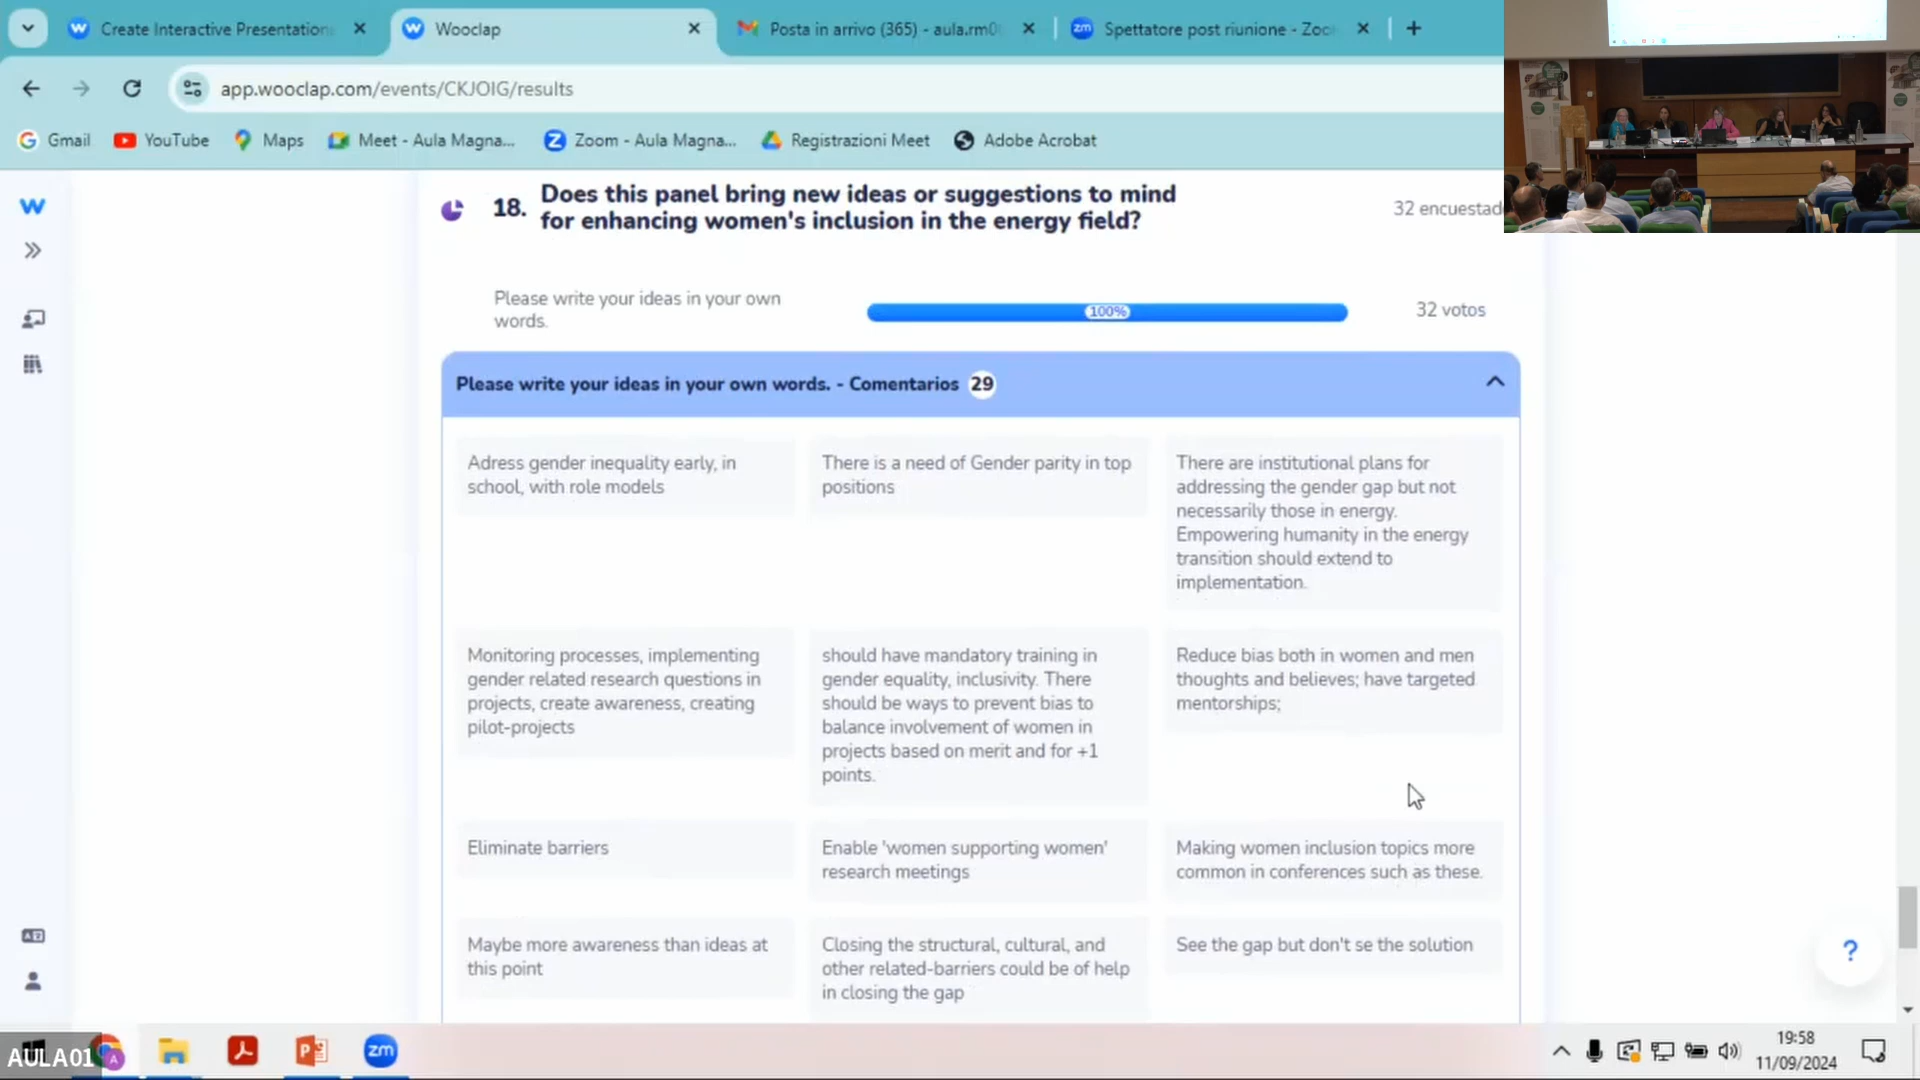 Create Interactive Presentation
Wooclap
Posta in arrivo (365) - aula.rm0
Spettatore post riunione - Zoo
app.wooclap.com/events/CKJOIG/results
Gmail
YouTube
Maps
Meet - Aula Magna...
Zoom - Aula Magna...
Registrazioni Meet
Adobe Acrobat
18. Does this panel bring new ideas or suggestions to mind
for enhancing women's inclusion in the energy field?
32 encuestad
Please write your ideas in your own
words.
100%
32 votos
Please write your ideas in your own words. - Comentarios 29
Adress gender inequality early, in
school, with role models
There is a need of Gender parity in top
positions
There are institutional plans for
addressing the gender gap but not
necessarily those in energy.
Empowering humanity in the energy
transition should extend to
implementation.
Monitoring processes, implementing
gender related research questions in
projects, create awareness, creating
pilot-projects
should have mandatory training in
gender equality, inclusivity. There
should be ways to prevent bias to
balance involvement of women in
projects based on merit and for +1
points.
Reduce bias both in women and men
thoughts and believes; have targeted
mentorships;
Eliminate barriers
Enable 'women supporting women'
research meetings
Making women inclusion topics more
common in conferences such as these.
Maybe more awareness than ideas at
this point
Closing the structural, cultural, and
other related-barriers could be of help
in closing the gap
See the gap but don't se the solution
?
AULA01
zm
19:58
11/09/2024